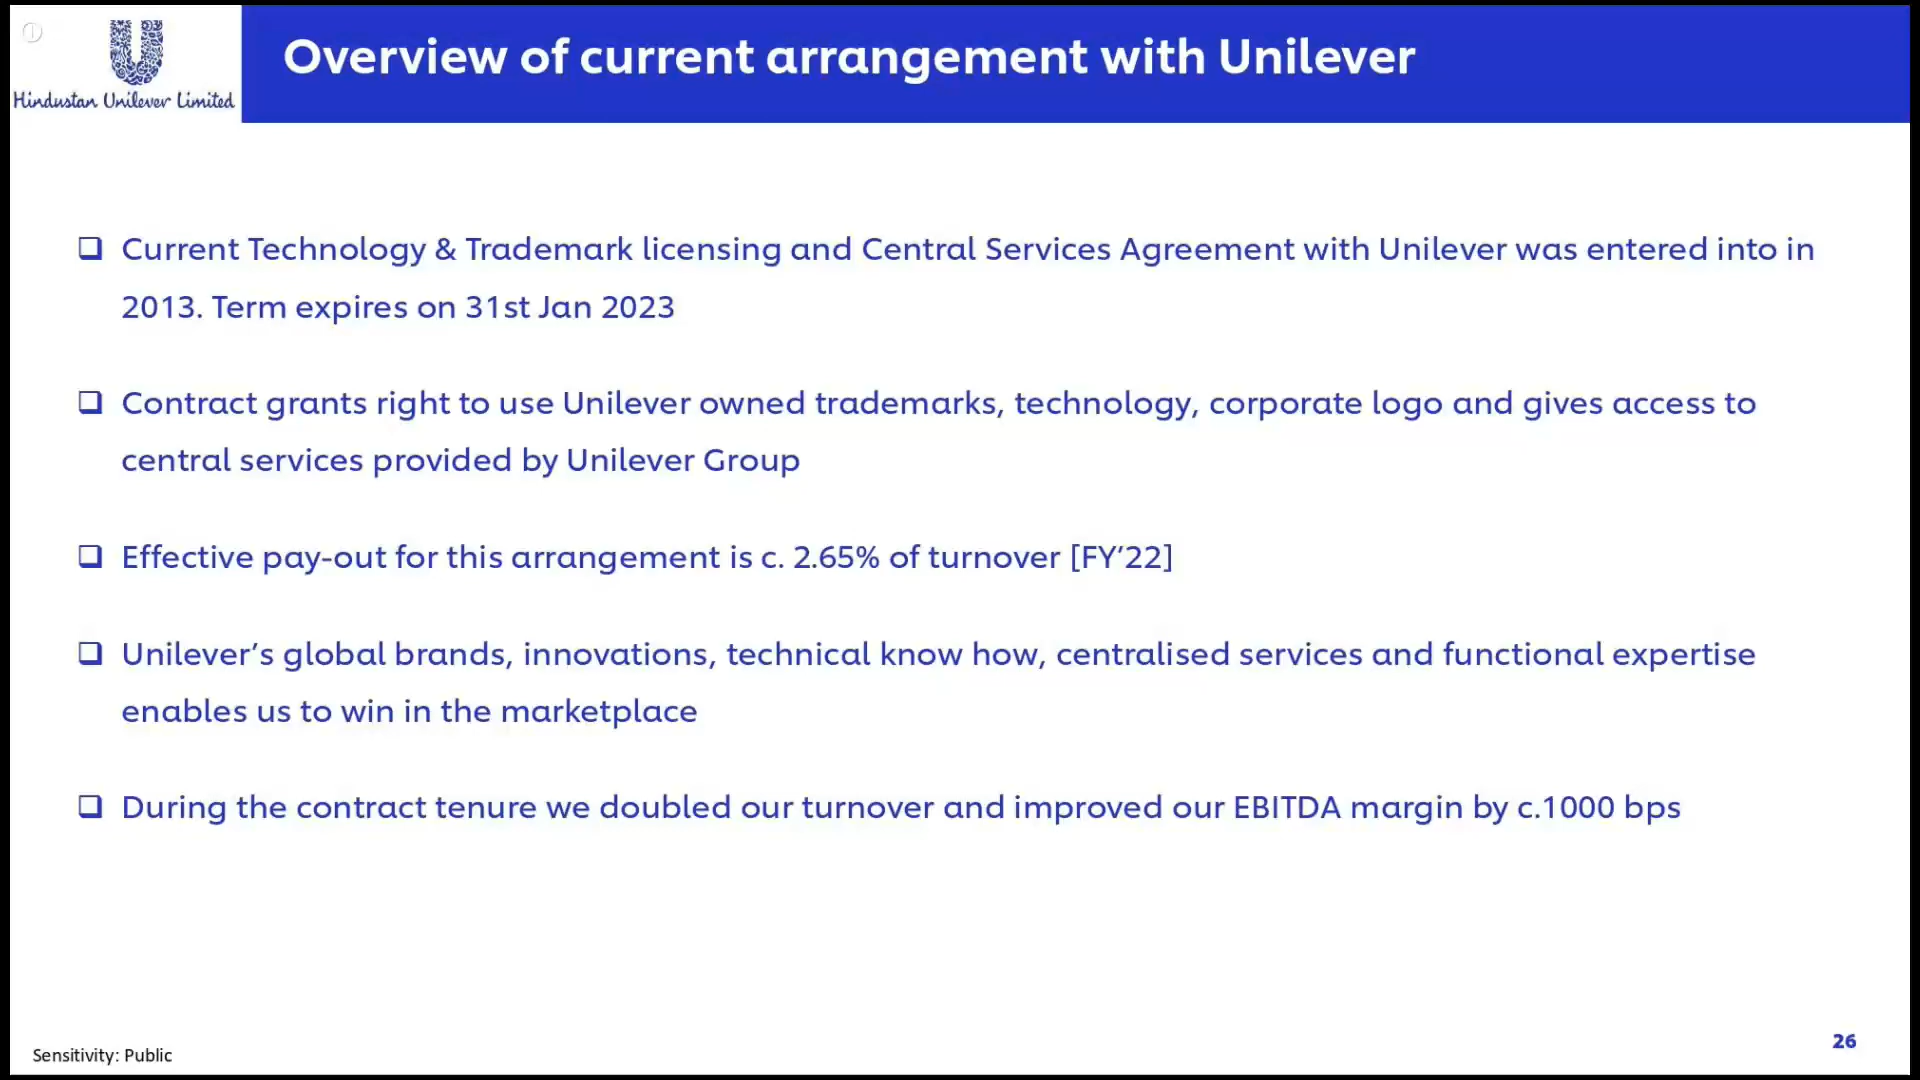 Hindustan Unilever Limited
Overview of current arrangement with Unilever
❑ Current Technology & Trademark licensing and Central Services Agreement with Unilever was entered into in
2013. Term expires on 31st Jan 2023
❑ Contract grants right to use Unilever owned trademarks, technology, corporate logo and gives access to
central services provided by Unilever Group
❑ Effective pay-out for this arrangement is c. 2.65% of turnover [FY’22]
❑ Unilever’s global brands, innovations, technical know how, centralised services and functional expertise
enables us to win in the marketplace
❑ During the contract tenure we doubled our turnover and improved our EBITDA margin by c.1000 bps
Sensitivity: Public
26